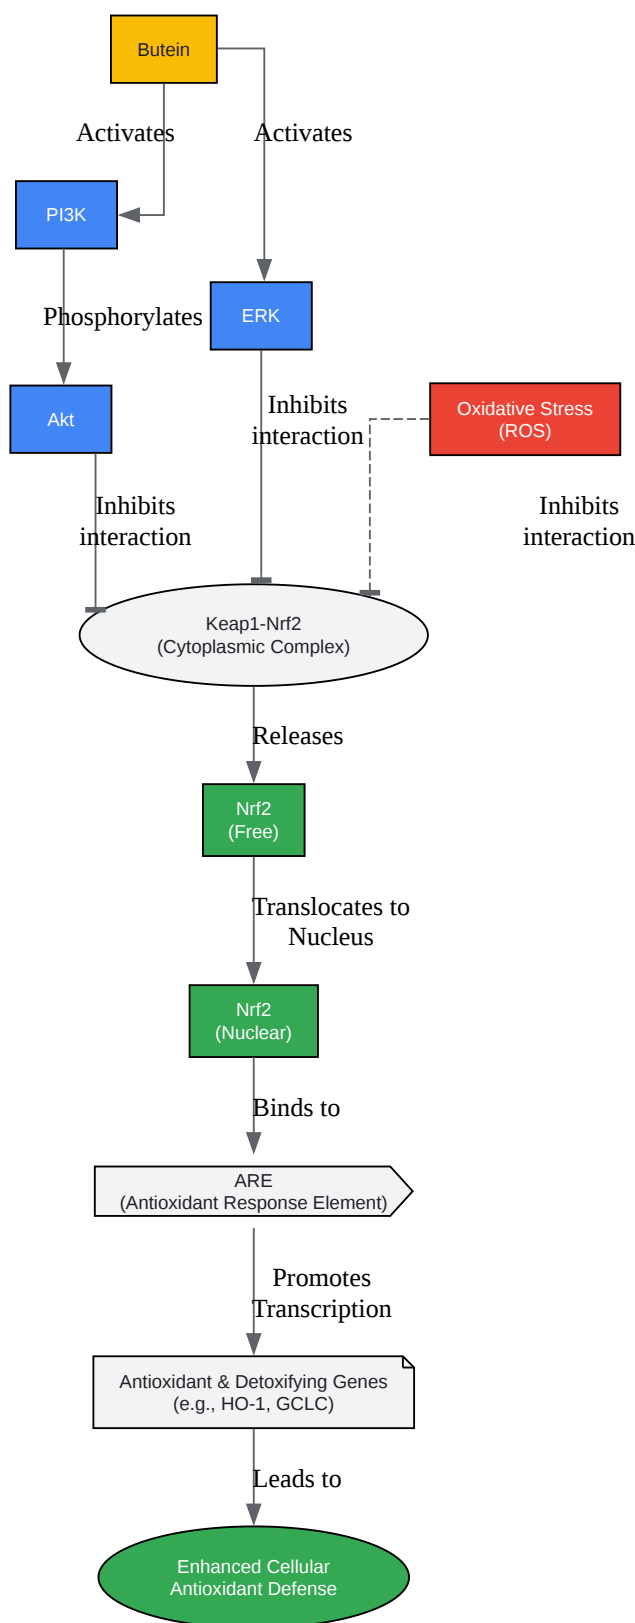 Butein
Activates
Activates
PI3K
Phosphorylates
ERK
Akt
Inhibits
interaction
Oxidative Stress
(ROS)
Inhibits
interaction
Inhibits
interaction
Keap1-Nrf2
(Cytoplasmic Complex)
Releases
Nrf2
(Free)
Translocates to
Nucleus
Nrf2
(Nuclear)
Binds to
ARE
(Antioxidant Response Element)
Promotes
Transcription
Antioxidant & Detoxifying Genes
(e.g., HO-1, GCLC)
Leads to
Enhanced Cellular
Antioxidant Defense